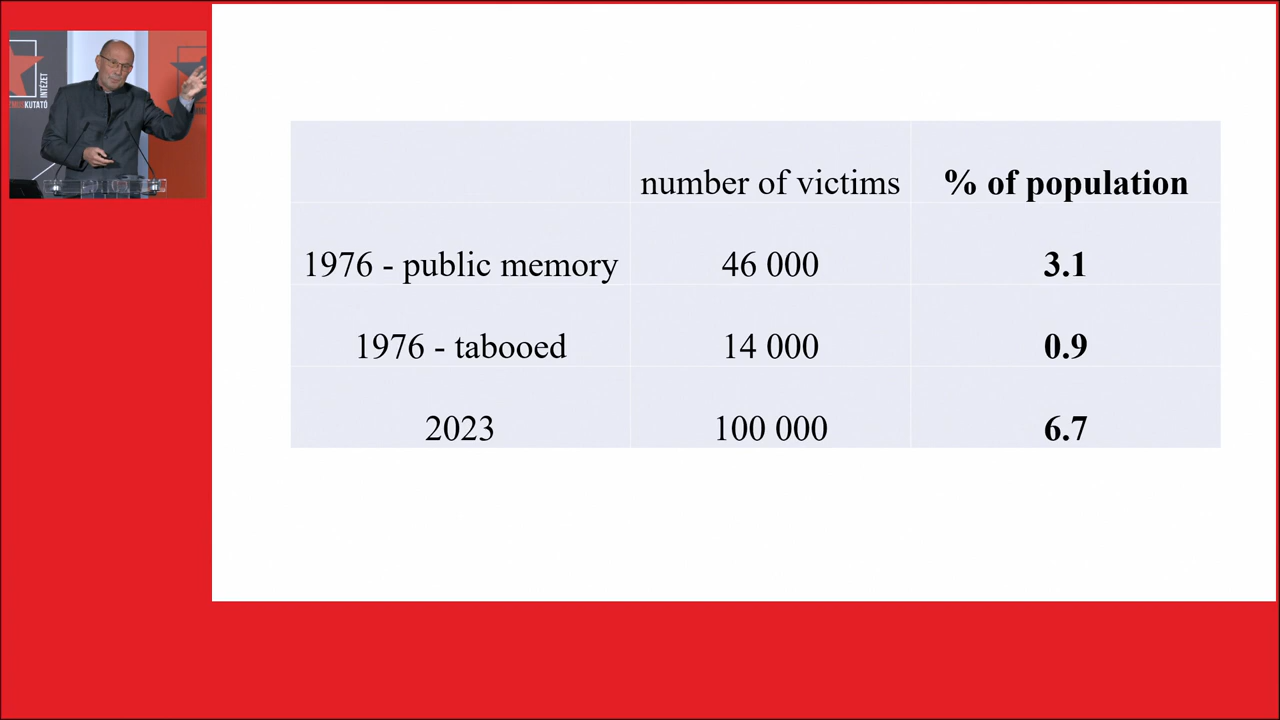 INTÉZET
KUTATÓ
number of victims % of population
1976 - public memory 46 000 3.1
1976 - tabooed 14 000 0.9
2023 100 000 6.7